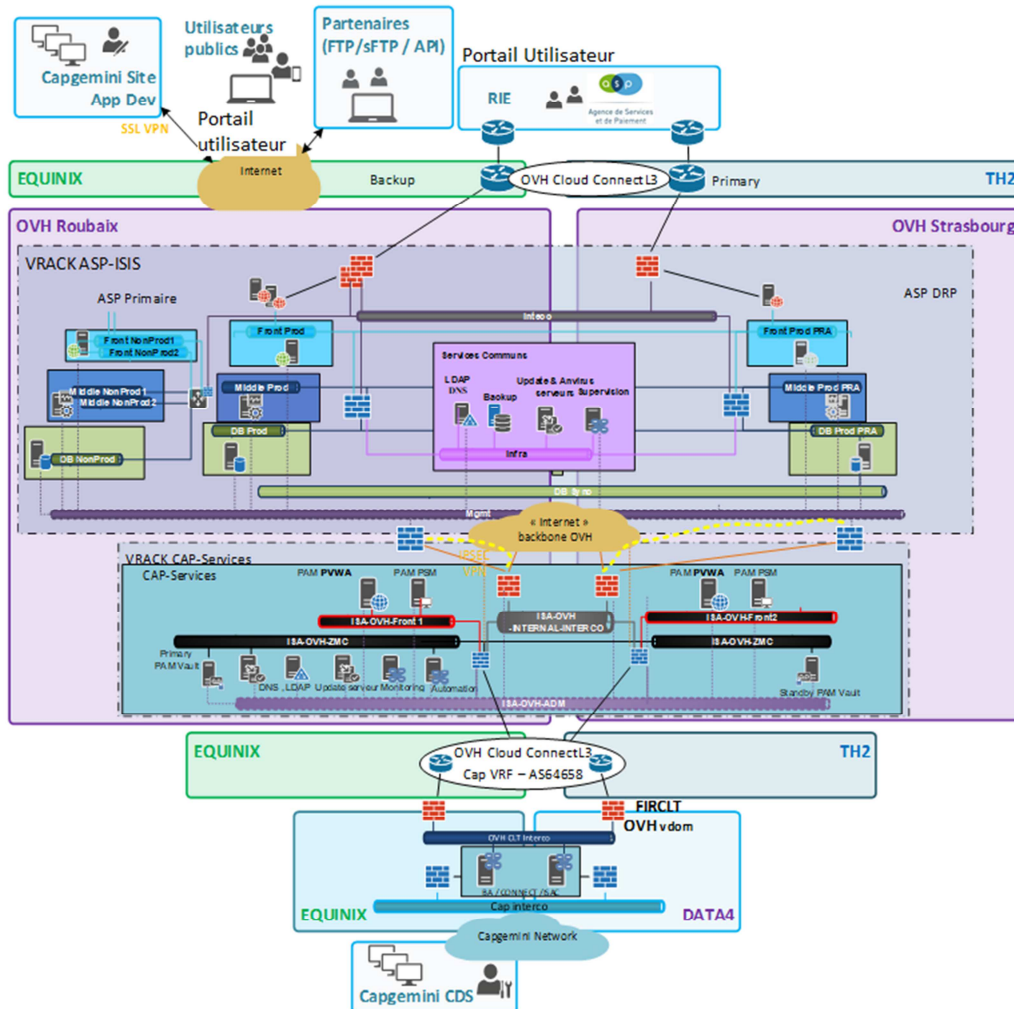 Capgemini Site
App Dev
Utilisateurs
publics
Partenaires
(FTP/sFTP / API)
Portail Utilisateur
RIE
asp
Agence de Services
et de Paiement
SSL VPN
Portail
utilisateur
Internet
EQUINIX
Backup
OVH Cloud Connect L3
Primary
TH2
OVH Roubaix
OVH Strasbourg
VRACK ASP-ISIS
ASP Primaire
ASP DRP
Interco
Front NonProd1
Front NonProd2
Front Prod
Front Prod PRA
Services Communs
LDAP
DNS
Backup
Update & Anvirus
serveurs
Supervision
Middle NonProd1
Middle NonProd2
Middle Prod
Middle Prod PRA
DB Prod
DB Prod PRA
DB NonProd
Infra
DB Sync
Mgmt
« Internet »
backbone OVH
IPSEC
VPN
VRACK CAP-Services
CAP-Services
PAM PVWA
PAM PSM
PAM PVWA
PAM PSM
ISA-OVH-Front 1
ISA-OVH
-INTERNAL-INTERCO
ISA-OVH-Front2
ISA-OVH-ZMC
ISA-OVH-ZMC
Primary
PAM Vault
DNS , LDAP
Update serveur
Monitoring
Automation
Standby PAM Vault
ISA-OVH-ADM
EQUINIX
OVH Cloud Connect L3
Cap VRF – AS64658
TH2
FIRCLT
OVH vdom
OVH-CLT Interco
BA / CONNECT / ISAC
Cap interco
EQUINIX
DATA4
Capgemini Network
Capgemini CDS